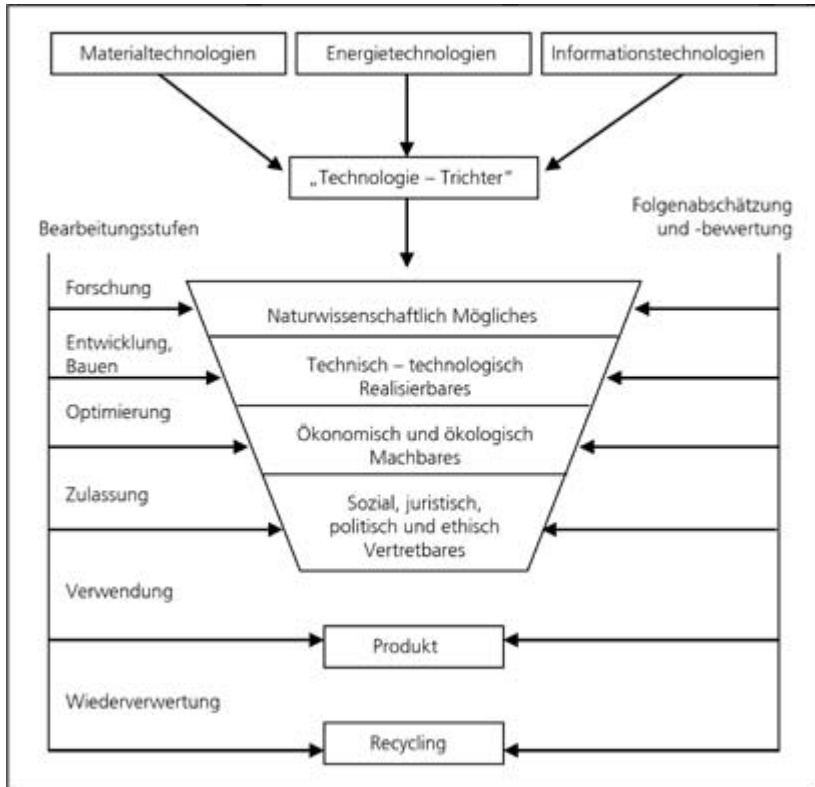 Materialtechnologien
Energietechnologien
Informationstechnologien
„Technologie – Trichter“
Bearbeitungsstufen
Folgenabschätzung
und -bewertung
Forschung
Naturwissenschaftlich Mögliches
Entwicklung,
Bauen
Technisch – technologisch
Realisierbares
Optimierung
Ökonomisch und ökologisch
Machbares
Zulassung
Sozial, juristisch,
politisch und ethisch
Vertretbares
Verwendung
Produkt
Wiederverwertung
Recycling